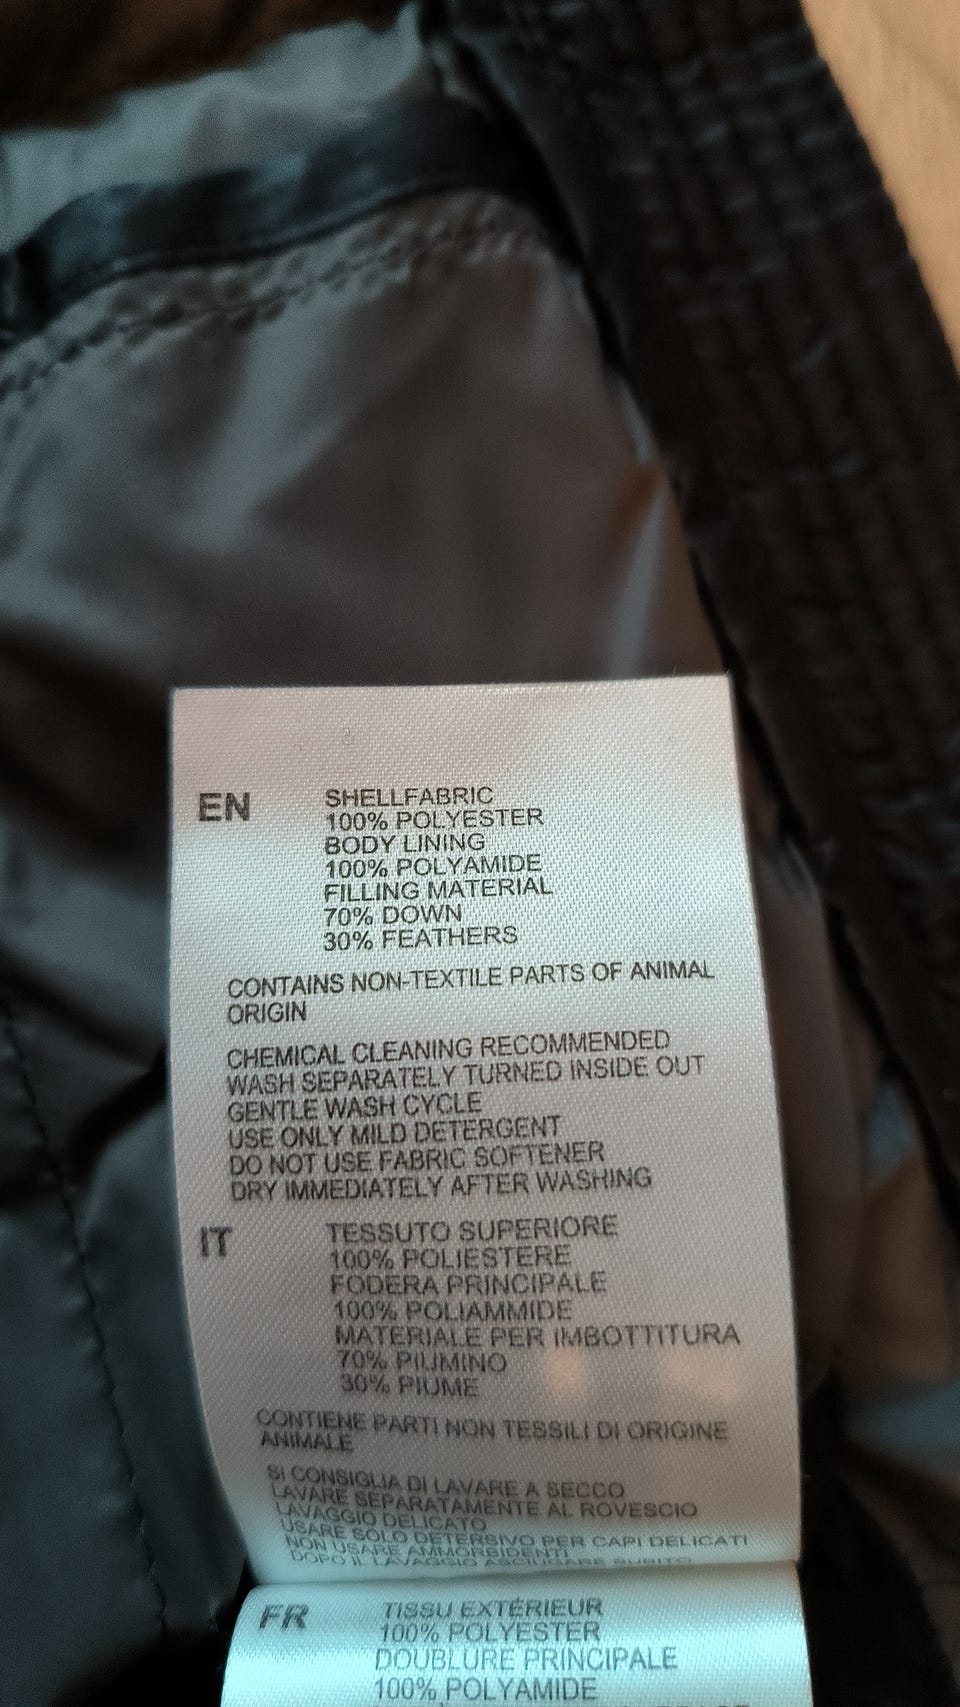 EN
SHELLFABRIC
100% POLYESTER
BODY LINING
100% POLYAMIDE
FILLING MATERIAL
70% DOWN
30% FEATHERS
CONTAINS NON-TEXTILE PARTS OF ANIMAL
ORIGIN
CHEMICAL CLEANING RECOMMENDED
WASH SEPARATELY TURNED INSIDE OUT
GENTLE WASH CYCLE
USE ONLY MILD DETERGENT
DO NOT USE FABRIC SOFTENER
DRY IMMEDIATELY AFTER WASHING
IT
TESSUTO SUPERIORE
100% POLIESTERE
FODERA PRINCIPALE
100% POLIAMMIDE
MATERIALE PER IMBOTTITURA
70% PIUMINO
30% PIUME
CONTIENE PARTI NON TESSILI DI ORIGINE
ANIMALE
SI CONSIGLIA DI LAVARE A SECCO
LAVARE SEPARATAMENTE AL ROVESCIO
LAVAGGIO DELICATO
USARE SOLO DETERSIVO PER CAPI DELICATI
NON USARE AMMORBIDENTI
DOPO IL LAVAGGIO ASCIUGARE SUBITO
FR
TISSU EXTÉRIEUR
100% POLYESTER
DOUBLURE PRINCIPALE
100% POLYAMIDE